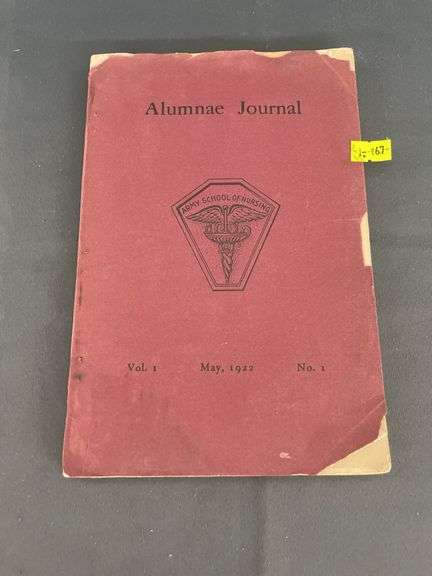 Alumnae Journal
ARMY SCHOOL OF NURSING
Vol. 1 May, 1922 No. 1